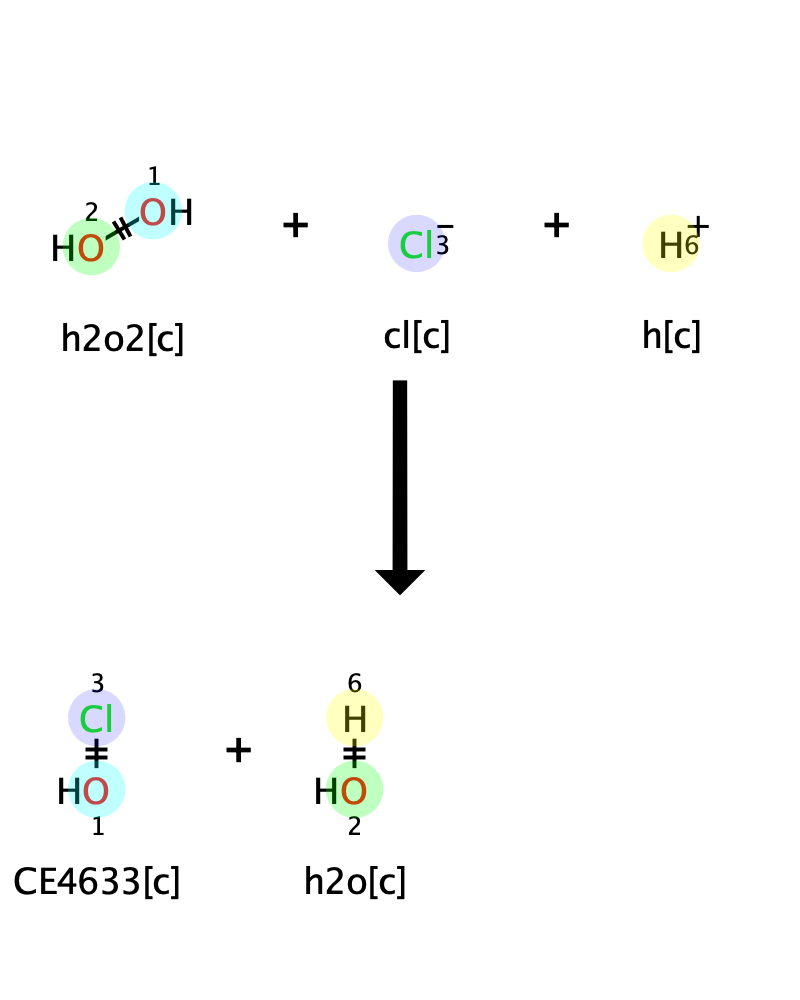 1
2 OH
HO + Cl⁻ 3 + H⁺ 6
h2o2[c] cl[c] h[c]
3 6
Cl H
+
HO HO
1 2
CE4633[c] h2o[c]